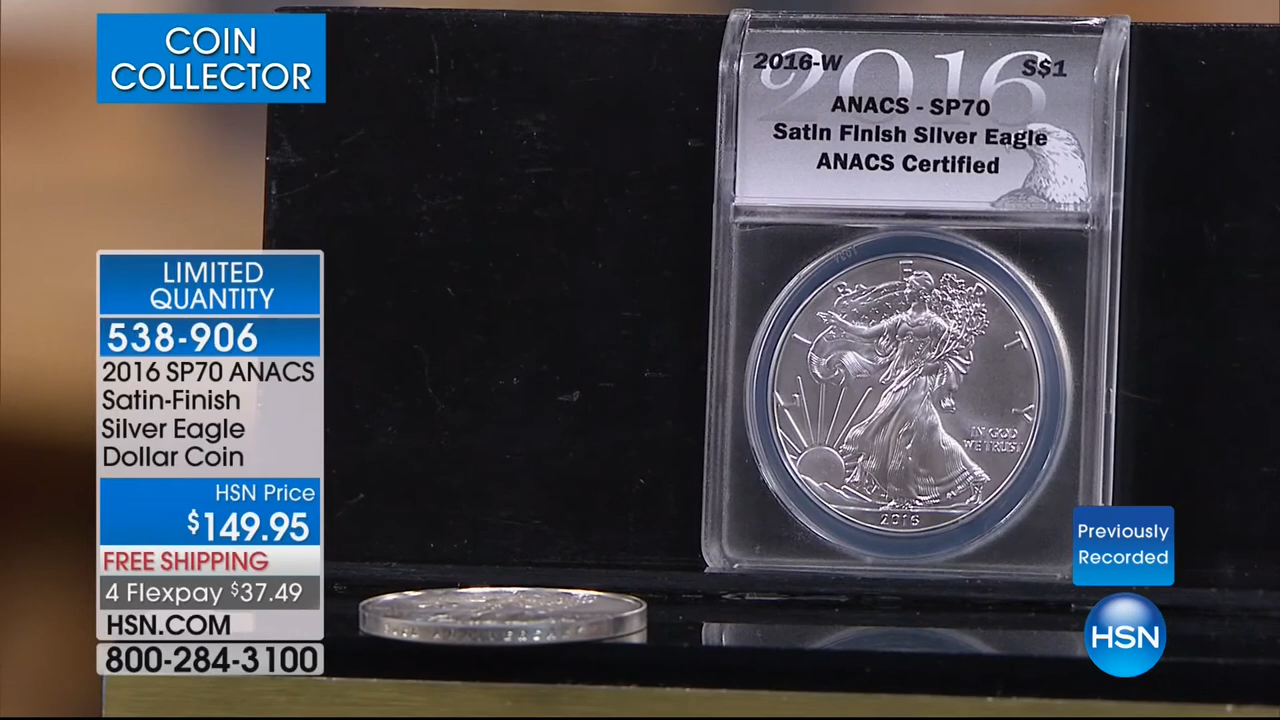 COIN
COLLECTOR
LIMITED
QUANTITY
538-906
2016 SP70 ANACS
Satin-Finish
Silver Eagle
Dollar Coin
HSN Price
$149.95
FREE SHIPPING
4 Flexpay $37.49
HSN.COM
800-284-3100
2016
2016-W S$1
ANACS - SP70
Satin Finish Silver Eagle
ANACS Certified
LIBERTY
IN GOD
WE TRUST
2016
Previously
Recorded
HSN